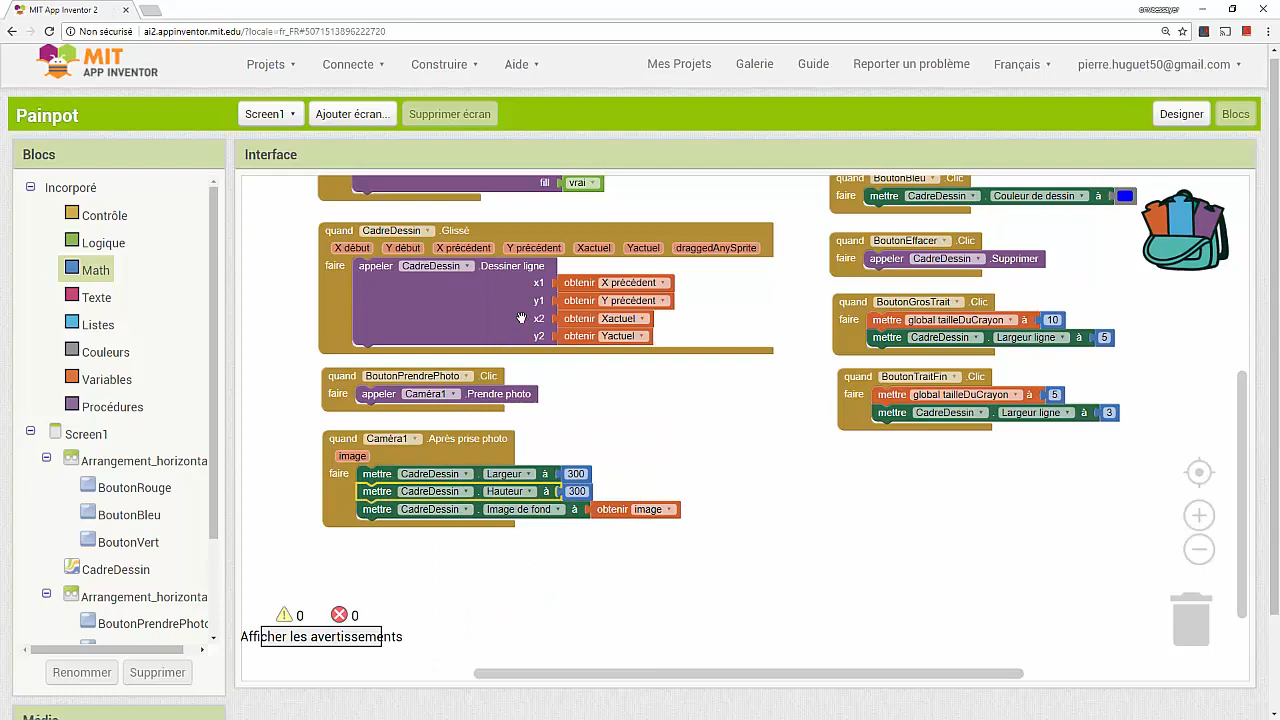 MIT App Inventor 2
Non sécurisé
ai2.appinventor.mit.edu/?locale=fr_FR#5071513896222720
MIT
APP INVENTOR
Projets
Connecte
Construire
Aide
Mes Projets
Galerie
Guide
Reporter un problème
Français
pierre.huguet50@gmail.com
Painpot
Screen1
Ajouter écran...
Supprimer écran
Designer
Blocs
Blocs
Interface
Incorporé
Contrôle
Logique
Math
Texte
Listes
Couleurs
Variables
Procédures
Screen1
Arrangement_horizonta
BoutonRouge
BoutonBleu
BoutonVert
CadreDessin
Arrangement_horizonta
BoutonPrendrePhoto
Renommer
Supprimer
Média
fill vrai
quand CadreDessin .Glissé
X début Y début X précédent Y précédent Xactuel Yactuel draggedAnySprite
faire appeler CadreDessin .Dessiner ligne
x1 obtenir X précédent
y1 obtenir Y précédent
x2 obtenir Xactuel
y2 obtenir Yactuel
quand BoutonPrendrePhoto .Clic
faire appeler Caméra1 .Prendre photo
quand Caméra1 .Après prise photo
image
faire mettre CadreDessin . Largeur à 300
mettre CadreDessin . Hauteur à 300
mettre CadreDessin . Image de fond à obtenir image
quand BoutonBleu .Clic
faire mettre CadreDessin . Couleur de dessin à
quand BoutonEffacer .Clic
faire appeler CadreDessin .Supprimer
quand BoutonGrosTrait .Clic
faire mettre global tailleDuCrayon à 10
mettre CadreDessin . Largeur ligne à 5
quand BoutonTraitFin .Clic
faire mettre global tailleDuCrayon à 5
mettre CadreDessin . Largeur ligne à 3
0 0
Afficher les avertissements